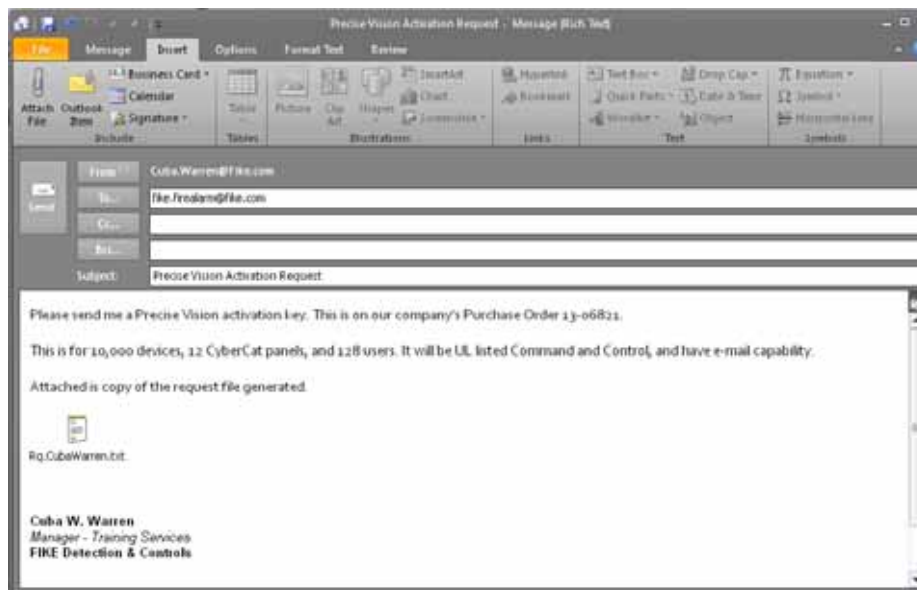 Precise Vision Activation Request - Message (Rich Text)
File Message Insert Options Format Text Review
Attach File
Outlook Item
Business Card
Calendar
Signature
Include
Table
Tables
Picture
Clip Art
Shapes
SmartArt
Chart
Screenshot
Illustrations
Hyperlink
Bookmark
Links
Text Box
Quick Parts
WordArt
Drop Cap
Date & Time
Object
Text
π Equation
Ω Symbol
Horizontal Line
Symbols
Send
From Cuba.Warren@Fike.com
To... fike.firealarm@fike.com
Cc...
Bcc...
Subject: Precise Vision Activation Request
Please send me a Precise Vision activation key. This is on our company's Purchase Order 13-06821.
This is for 10,000 devices, 12 CyberCat panels, and 128 users. It will be UL listed Command and Control, and have e-mail capability.
Attached is copy of the request file generated.
Rq.CubaWarren.txt
Cuba W. Warren
Manager - Training Services
FIKE Detection & Controls